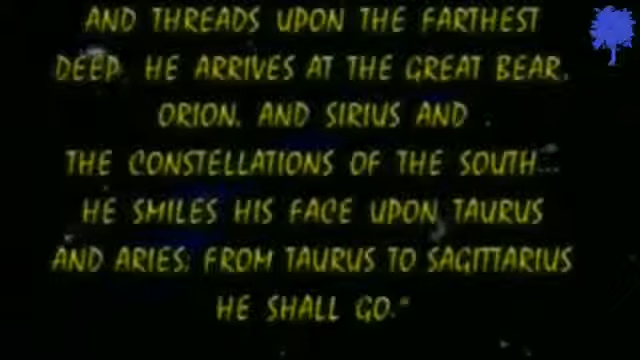 AND THREADS UPON THE FARTHEST
DEEP. HE ARRIVES AT THE GREAT BEAR,
ORION, AND SIRIUS AND
THE CONSTELLATIONS OF THE SOUTH...
HE SMILES HIS FACE UPON TAURUS
AND ARIES; FROM TAURUS TO SAGITTARIUS
HE SHALL GO."